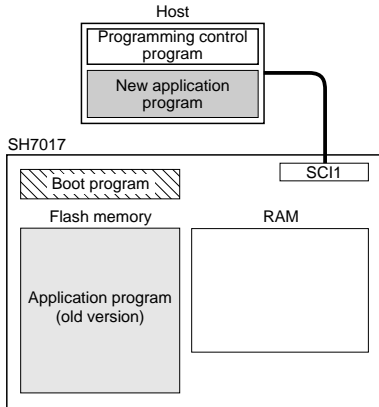 Host
Programming control
program
New application
program
SH7017
SCI1
Boot program
Flash memory
RAM
Application program
(old version)